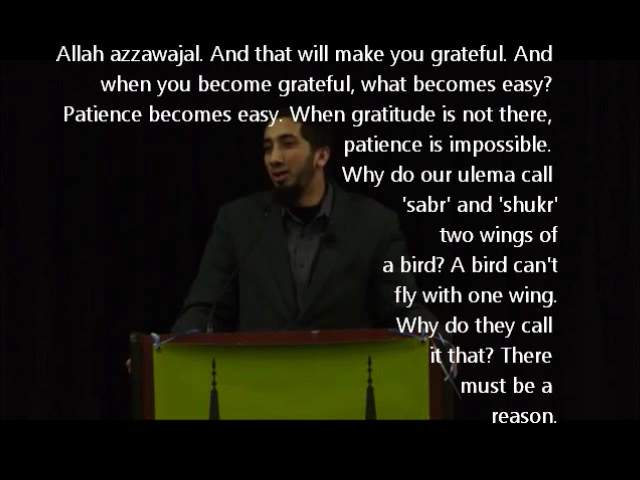 Allah azzawajal. And that will make you grateful. And
when you become grateful, what becomes easy?
Patience becomes easy. When gratitude is not there,
patience is impossible.
Why do our ulema call
'sabr' and 'shukr'
two wings of
a bird? A bird can't
fly with one wing.
Why do they call
it that? There
must be a
reason.